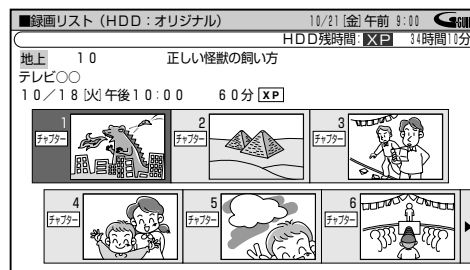 ■録画リスト（HDD：オリジナル） 10/21[金]午前 9:00 G-GUID
HDD残時間：XP 34時間10分
地上 10 正しい怪獣の飼い方
テレビ○○
10／18[火]午後10:00 60分 XP
1 2 3
チャプター チャプター チャプター
4 5 6
チャプター チャプター チャプター